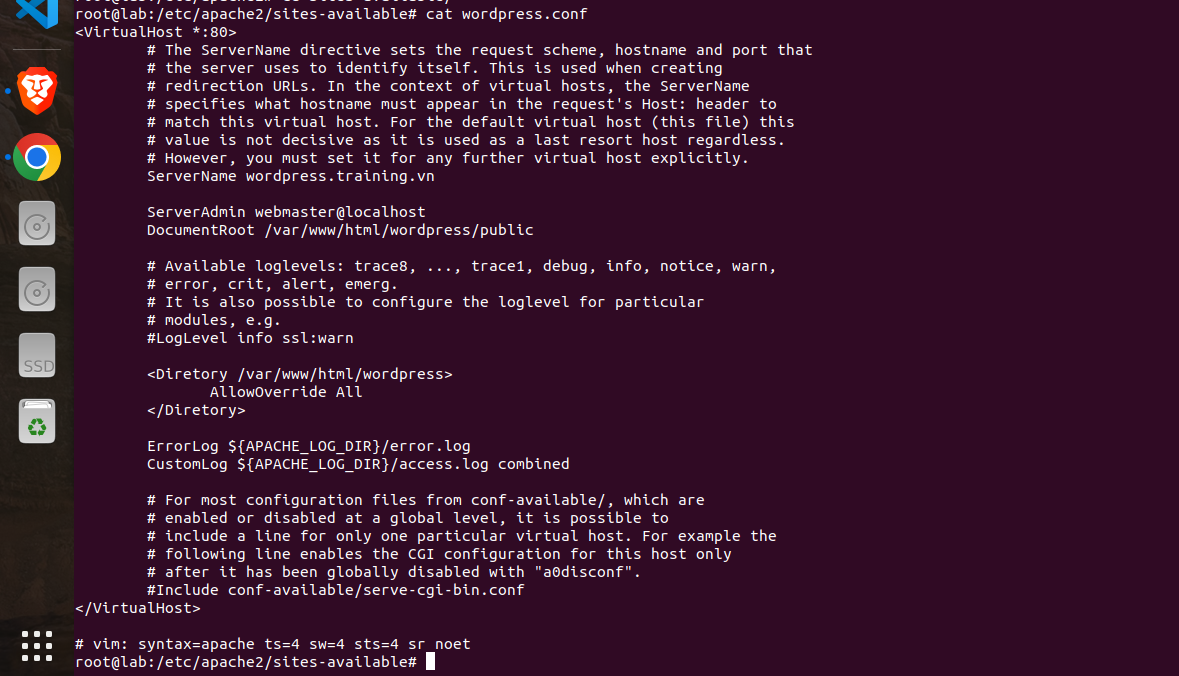 root@lab:/etc/apache2/sites-available# cat wordpress.conf
<VirtualHost *:80>
        # The ServerName directive sets the request scheme, hostname and port that
        # the server uses to identify itself. This is used when creating
        # redirection URLs. In the context of virtual hosts, the ServerName
        # specifies what hostname must appear in the request's Host: header to
        # match this virtual host. For the default virtual host (this file) this
        # value is not decisive as it is used as a last resort host regardless.
        # However, you must set it for any further virtual host explicitly.
        ServerName wordpress.training.vn
        ServerAdmin webmaster@localhost
        DocumentRoot /var/www/html/wordpress/public
        # Available loglevels: trace8, ..., trace1, debug, info, notice, warn,
        # error, crit, alert, emerg.
        # It is also possible to configure the loglevel for particular
        # modules, e.g.
        #LogLevel info ssl:warn
        <Diretory /var/www/html/wordpress>
               AllowOverride All
        </Diretory>
        ErrorLog ${APACHE_LOG_DIR}/error.log
        CustomLog ${APACHE_LOG_DIR}/access.log combined
        # For most configuration files from conf-available/, which are
        # enabled or disabled at a global level, it is possible to
        # include a line for only one particular virtual host. For example the
        # following line enables the CGI configuration for this host only
        # after it has been globally disabled with "a0disconf".
        #Include conf-available/serve-cgi-bin.conf
</VirtualHost>
# vim: syntax=apache ts=4 sw=4 sts=4 sr noet
root@lab:/etc/apache2/sites-available#
SSD